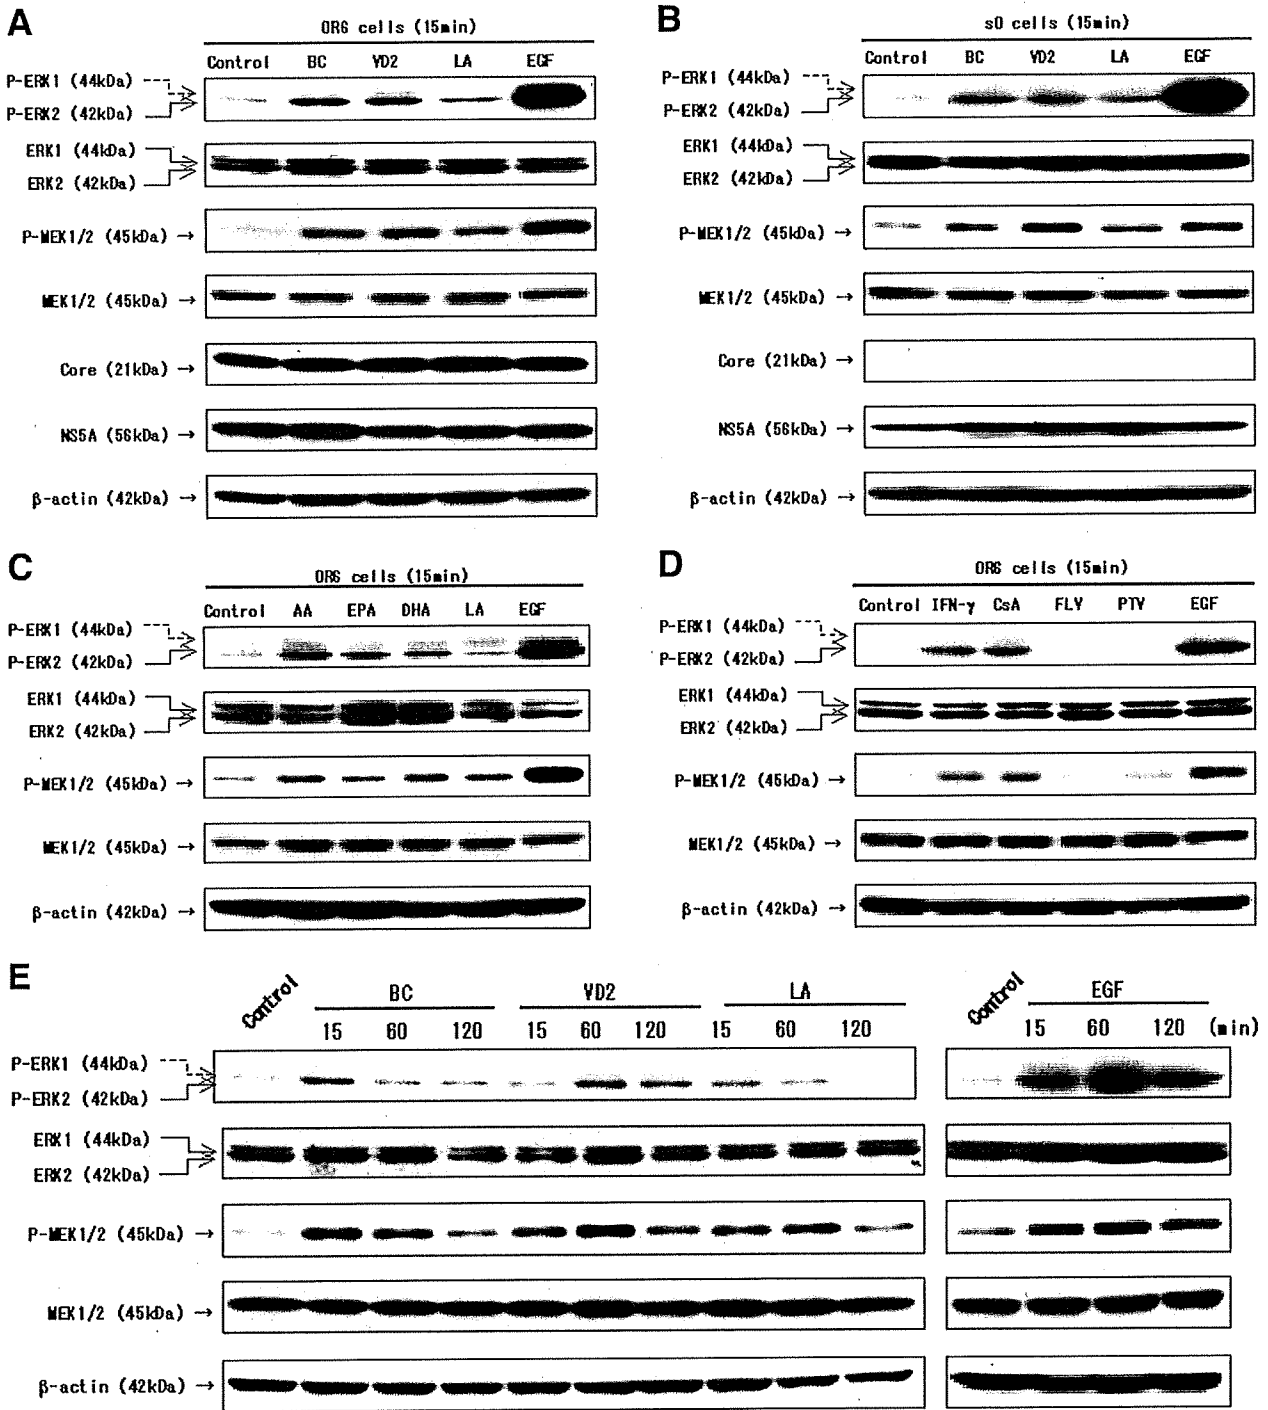 A
OR6 cells (15min)
Control BC VD2 LA EGF
P-ERK1 (44kDa)
P-ERK2 (42kDa)
ERK1 (44kDa)
ERK2 (42kDa)
P-MEK1/2 (45kDa) →
MEK1/2 (45kDa) →
Core (21kDa) →
NS5A (56kDa) →
β-actin (42kDa) →
B
sO cells (15min)
Control BC VD2 LA EGF
P-ERK1 (44kDa)
P-ERK2 (42kDa)
ERK1 (44kDa)
ERK2 (42kDa)
P-MEK1/2 (45kDa) →
MEK1/2 (45kDa) →
Core (21kDa) →
NS5A (56kDa) →
β-actin (42kDa) →
C
OR6 cells (15min)
Control AA EPA DHA LA EGF
P-ERK1 (44kDa)
P-ERK2 (42kDa)
ERK1 (44kDa)
ERK2 (42kDa)
P-MEK1/2 (45kDa) →
MEK1/2 (45kDa) →
β-actin (42kDa) →
D
OR6 cells (15min)
Control IFN-γ CsA FLV PTV EGF
P-ERK1 (44kDa)
P-ERK2 (42kDa)
ERK1 (44kDa)
ERK2 (42kDa)
P-MEK1/2 (45kDa) →
MEK1/2 (45kDa) →
β-actin (42kDa) →
E
Control BC VD2 LA Control EGF
15 60 120 15 60 120 15 60 120 15 60 120 (min)
P-ERK1 (44kDa)
P-ERK2 (42kDa)
ERK1 (44kDa)
ERK2 (42kDa)
P-MEK1/2 (45kDa) →
MEK1/2 (45kDa) →
β-actin (42kDa) →